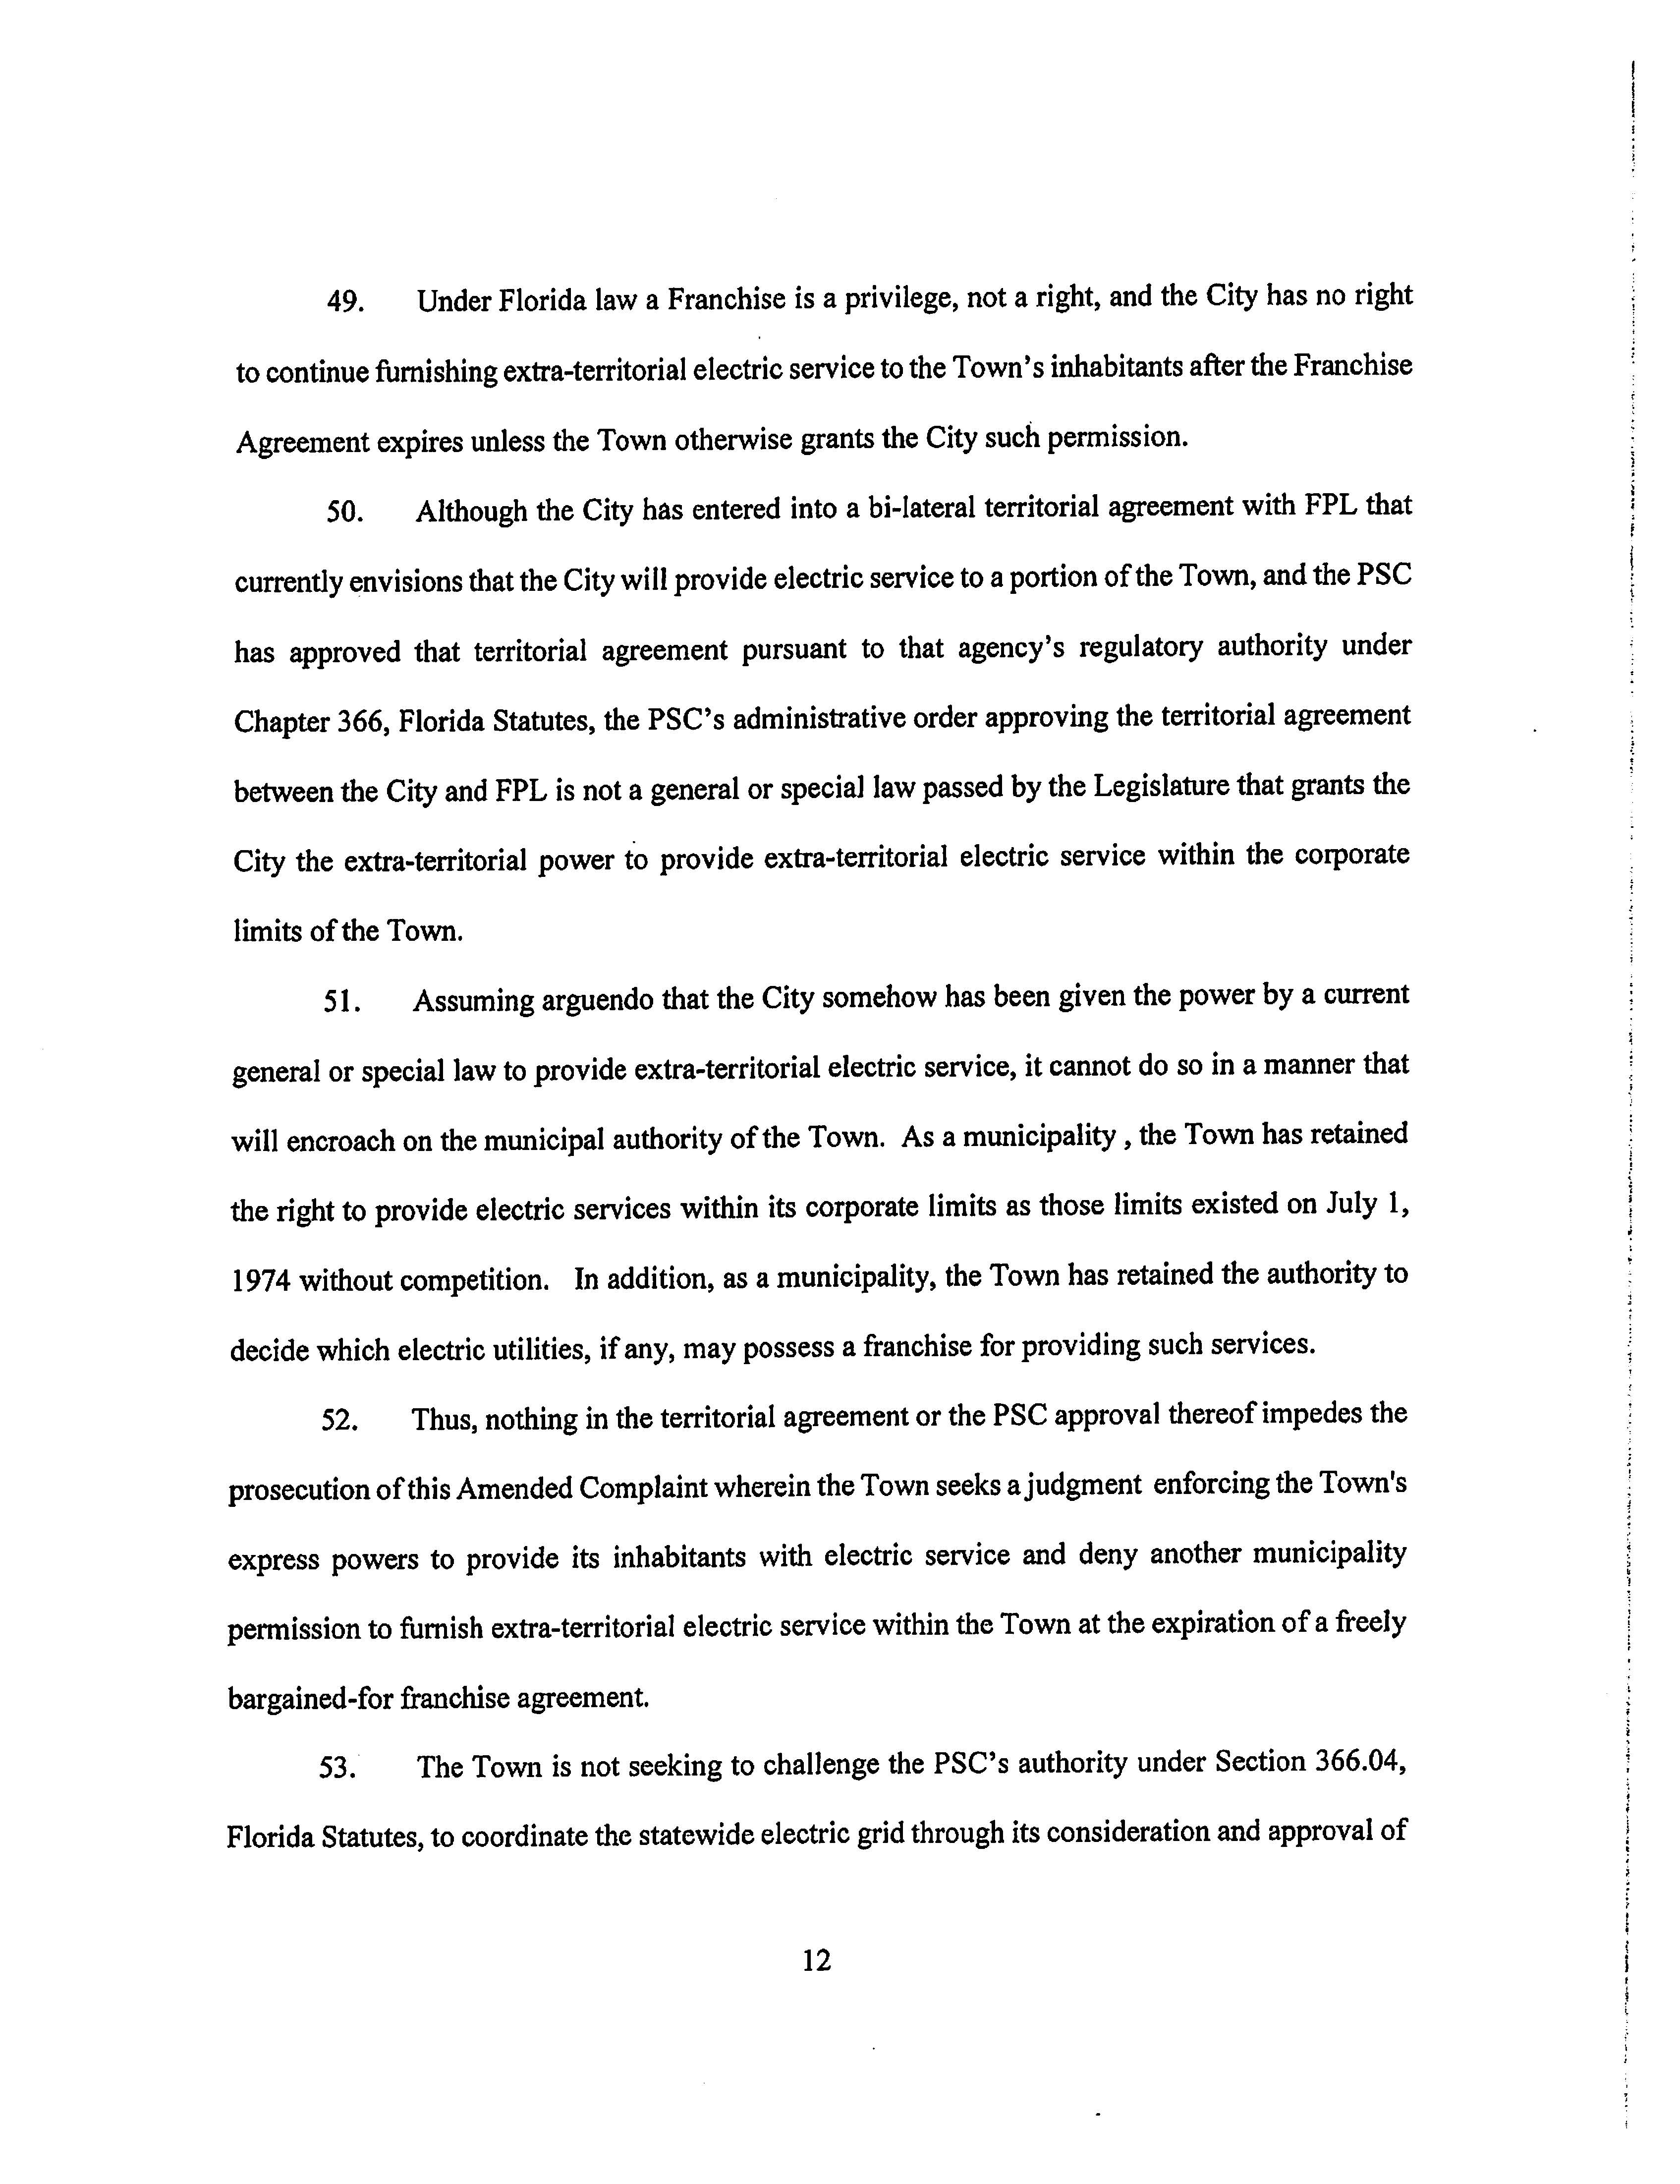 49. Under Florida law a Franchise is a privilege, not a right, and the City has no right
to continue furnishing extra-territorial electric service to the Town's inhabitants after the Franchise
Agreement expires unless the Town otherwise grants the City such permission.
50. Although the City has entered into a bi-lateral territorial agreement with FPL that
currently envisions that the City will provide electric service to a portion of the Town, and the PSC
has approved that territorial agreement pursuant to that agency's regulatory authority under
Chapter 366, Florida Statutes, the PSC's administrative order approving the territorial agreement
between the City and FPL is not a general or special law passed by the Legislature that grants the
City the extra-territorial power to provide extra-territorial electric service within the corporate
limits of the Town.
51. Assuming arguendo that the City somehow has been given the power by a current
general or special law to provide extra-territorial electric service, it cannot do so in a manner that
will encroach on the municipal authority of the Town. As a municipality , the Town has retained
the right to provide electric services within its corporate limits as those limits existed on July 1,
1974 without competition. In addition, as a municipality, the Town has retained the authority to
decide which electric utilities, if any, may possess a franchise for providing such services.
52. Thus, nothing in the territorial agreement or the PSC approval thereof impedes the
prosecution of this Amended Complaint wherein the Town seeks a judgment enforcing the Town's
express powers to provide its inhabitants with electric service and deny another municipality
permission to furnish extra-territorial electric service within the Town at the expiration of a freely
bargained-for franchise agreement.
53. The Town is not seeking to challenge the PSC's authority under Section 366.04,
Florida Statutes, to coordinate the statewide electric grid through its consideration and approval of
12